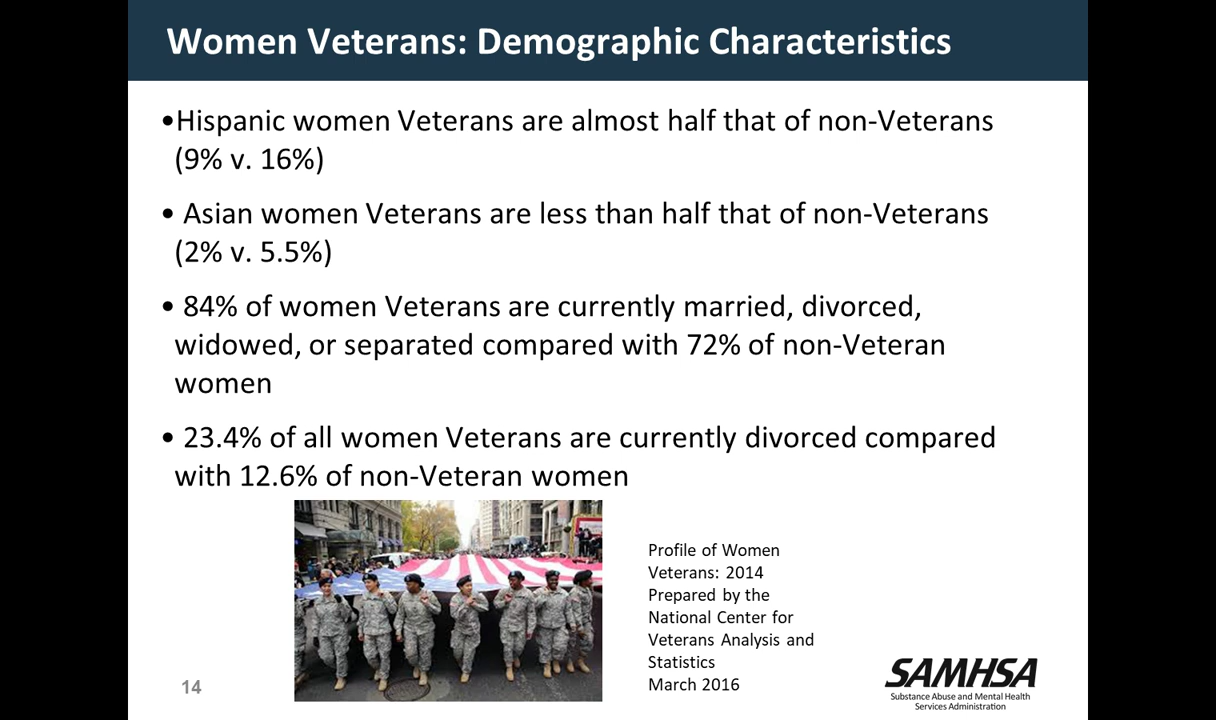 Women Veterans: Demographic Characteristics
•Hispanic women Veterans are almost half that of non-Veterans
(9% v. 16%)
• Asian women Veterans are less than half that of non-Veterans
(2% v. 5.5%)
• 84% of women Veterans are currently married, divorced,
widowed, or separated compared with 72% of non-Veteran
women
• 23.4% of all women Veterans are currently divorced compared
with 12.6% of non-Veteran women
Profile of Women
Veterans: 2014
Prepared by the
National Center for
Veterans Analysis and
Statistics
March 2016
14
SAMHSA
Substance Abuse and Mental Health
Services Administration